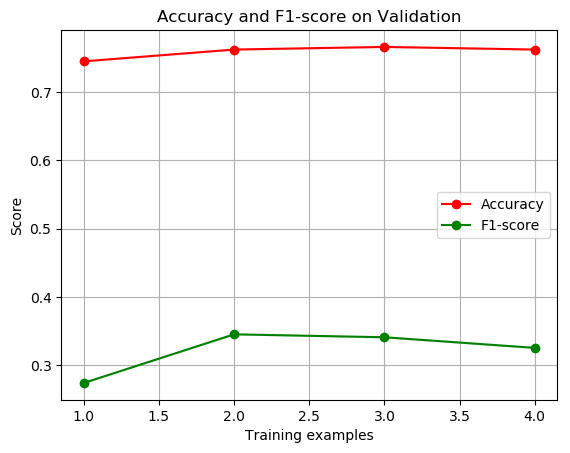 Accuracy and F1-score on Validation
Score
0.7
0.6
0.5
0.4
0.3
Accuracy
F1-score
1.0 1.5 2.0 2.5 3.0 3.5 4.0
Training examples